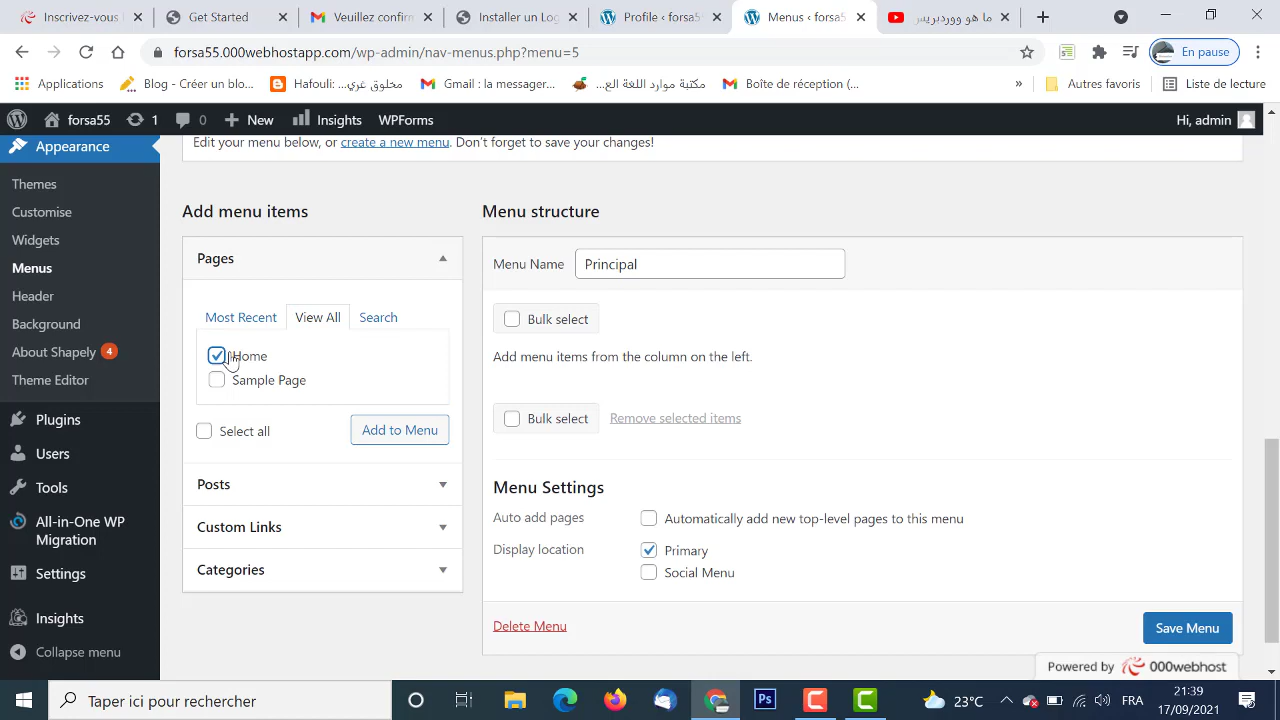 Inscrivez-vous
Get Started
Veuillez confirn
Installer un Log
Profile ‹ forsa55
Menus ‹ forsa55
ما هو ووردبريس
forsa55.000webhostapp.com/wp-admin/nav-menus.php?menu=5
En pause
Applications
Blog - Créer un blo...
Hafouli: مخلوق غري...
Gmail : la messagerie...
مكتبة موارد اللغة الع...
Boîte de réception (...
»
Autres favoris
Liste de lecture
forsa55
1
0
New
Insights
WPForms
Hi, admin
Appearance
Themes
Customise
Widgets
Menus
Header
Background
About Shapely 4
Theme Editor
Plugins
Users
Tools
All-in-One WP
Migration
Settings
Insights
Collapse menu
Edit your menu below, or create a new menu. Don't forget to save your changes!
Add menu items
Pages
Most Recent
View All
Search
Home
Sample Page
Select all
Add to Menu
Posts
Custom Links
Categories
Menu structure
Menu Name
Principal
Bulk select
Add menu items from the column on the left.
Bulk select
Remove selected items
Menu Settings
Auto add pages
Automatically add new top-level pages to this menu
Display location
Primary
Social Menu
Delete Menu
Save Menu
Powered by 000webhost
Taper ici pour rechercher
Ps
23°C
FRA
21:39
17/09/2021